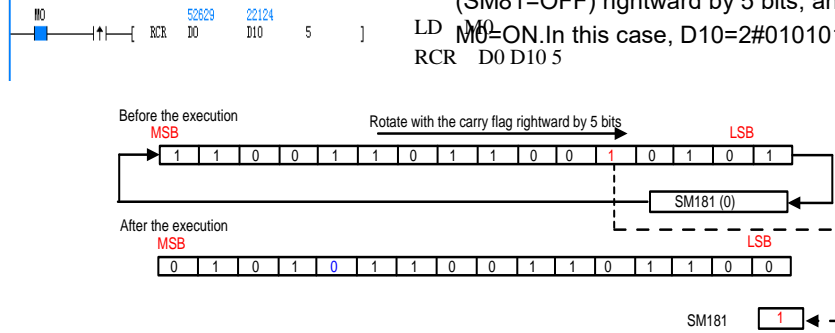 (SM81=OFF) rightward by 5 bits, an
M0 52629 22124
RCR D0 D10 5
LD M0
M0=ON.In this case, D10=2#010101
RCR D0 D10 5
Before the execution
Rotate with the carry flag rightward by 5 bits
MSB LSB
1 1 0 0 1 1 0 1 1 0 0 1 0 1 0 1
SM181 (0)
After the execution
MSB LSB
0 1 0 1 0 1 1 0 0 1 1 0 1 1 0 0
SM181 1